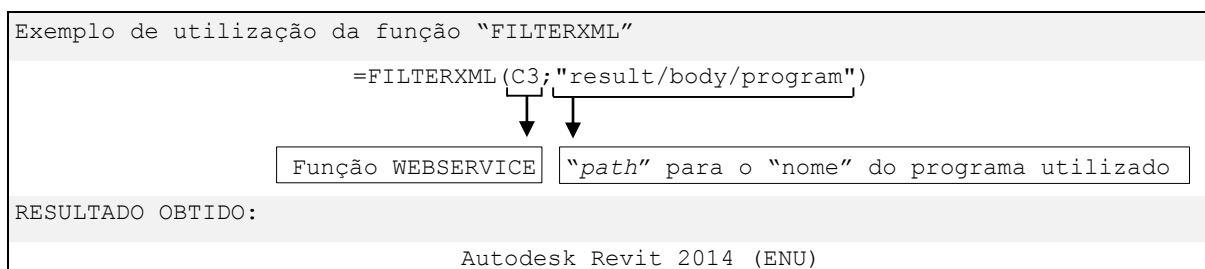 Exemplo de utilização da função “FILTERXML”
=FILTERXML(C3;"result/body/program")
Função WEBSERVICE
“path” para o “nome” do programa utilizado
RESULTADO OBTIDO:
Autodesk Revit 2014 (ENU)